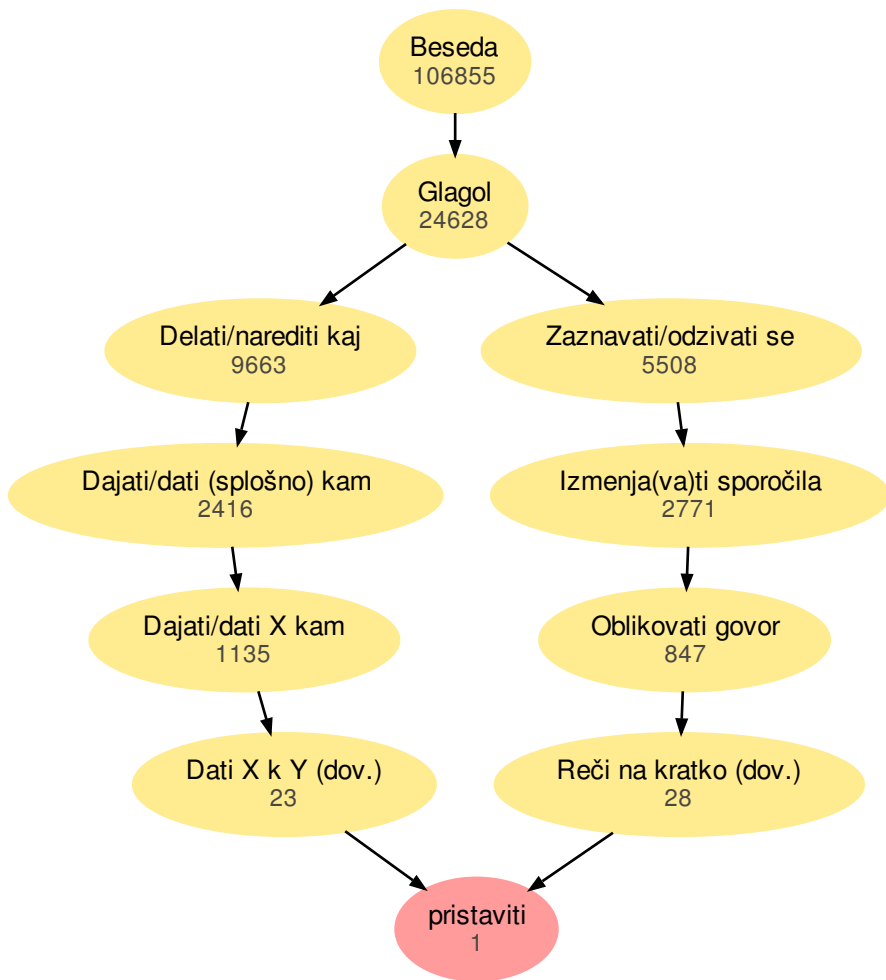 Beseda
106855
Glagol
24628
Delati/narediti kaj
9663
Zaznavati/odzivati se
5508
Dajati/dati (splošno) kam
2416
Izmenja(va)ti sporočila
2771
Dajati/dati X kam
1135
Oblikovati govor
847
Dati X k Y (dov.)
23
Reči na kratko (dov.)
28
pristaviti
1